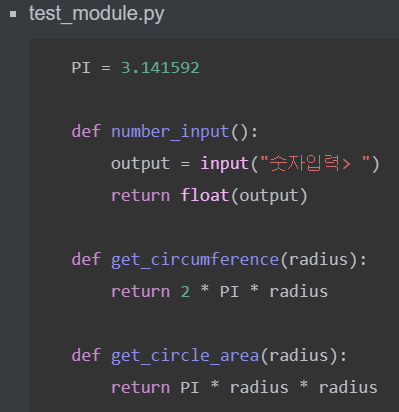 test_module.py
PI = 3.141592
def number_input():
output = input("숫자입력> ")
return float(output)
def get_circumference(radius):
return 2 * PI * radius
def get_circle_area(radius):
return PI * radius * radius